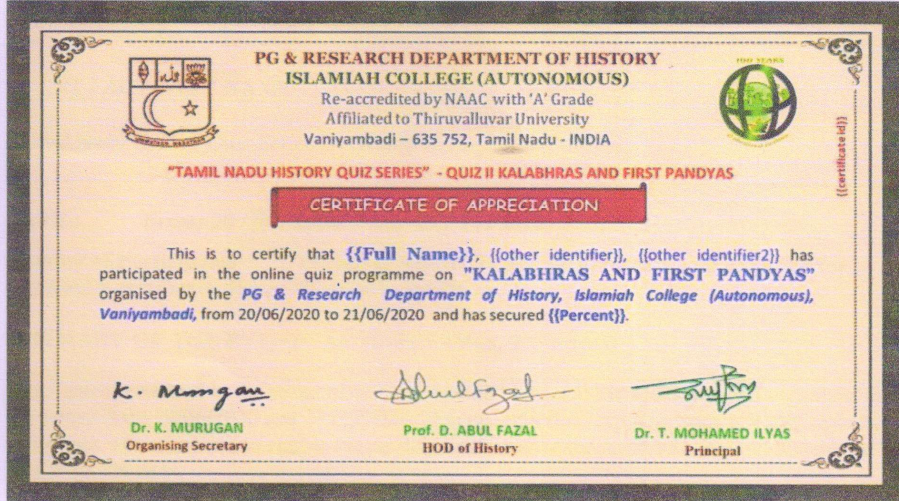 PG & RESEARCH DEPARTMENT OF HISTORY
ISLAMIAH COLLEGE (AUTONOMOUS)
Re-accredited by NAAC with 'A' Grade
Affiliated to Thiruvalluvar University
Vaniyambadi – 635 752, Tamil Nadu - INDIA
100 YEARS
{{certificate id}}
"TAMIL NADU HISTORY QUIZ SERIES" - QUIZ II KALABHRAS AND FIRST PANDYAS
CERTIFICATE OF APPRECIATION
This is to certify that {{Full Name}}, {{other identifier}}, {{other identifier2}} has
participated in the online quiz programme on "KALABHRAS AND FIRST PANDYAS"
organised by the PG & Research Department of History, Islamiah College (Autonomous),
Vaniyambadi, from 20/06/2020 to 21/06/2020 and has secured {{Percent}}.
K. Murugan
Dr. K. MURUGAN
Organising Secretary
Abul Fazal
Prof. D. ABUL FAZAL
HOD of History
Dr. T. MOHAMED ILYAS
Principal